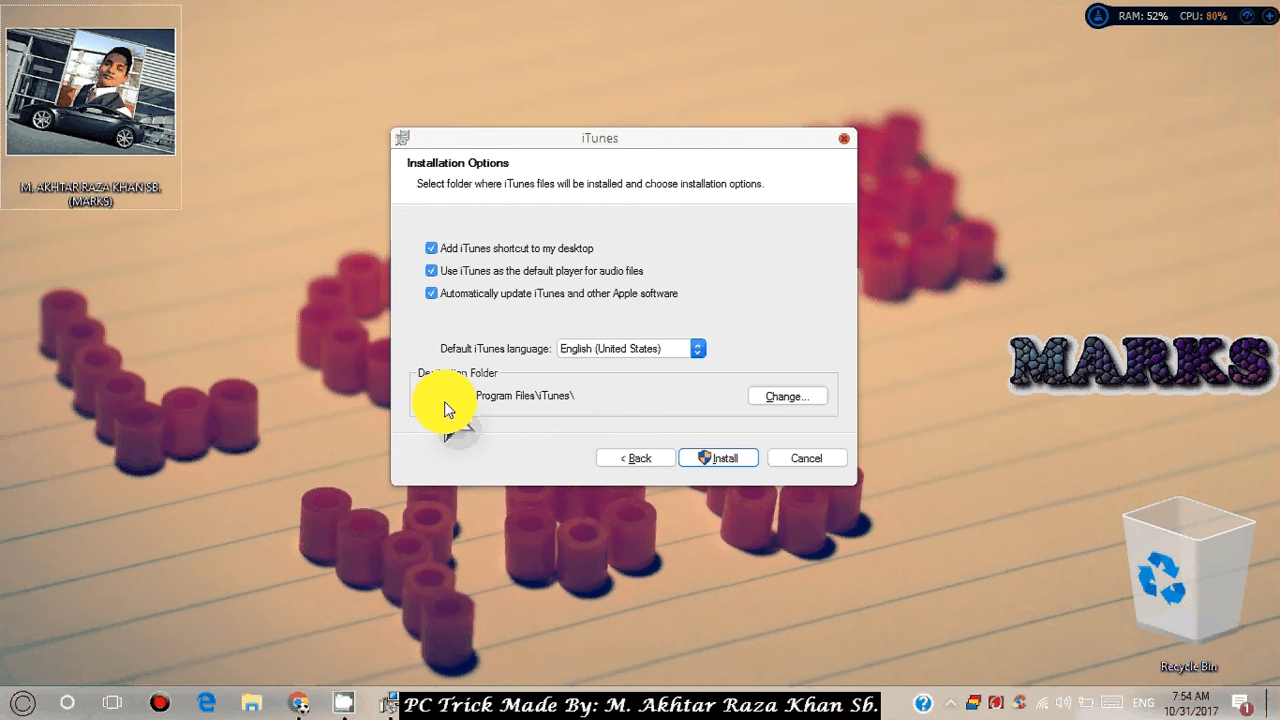 RAM: 52% CPU: 80%
M. AKHTAR RAZA KHAN SB.
(MARKS)
iTunes
Installation Options
Select folder where iTunes files will be installed and choose installation options.
Add iTunes shortcut to my desktop
Use iTunes as the default player for audio files
Automatically update iTunes and other Apple software
Default iTunes language: English (United States)
Folder
Program Files\iTunes\
Change...
< Back Install Cancel
MARKS
Recycle Bin
PC Trick Made By: M. Akhtar Raza Khan Sb.
ENG
7:54 AM
10/31/2017
1